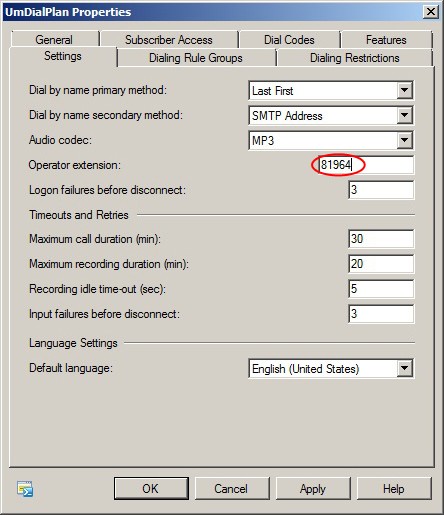 UmDialPlan Properties
General Subscriber Access Dial Codes Features
Settings Dialing Rule Groups Dialing Restrictions
Dial by name primary method: Last First
Dial by name secondary method: SMTP Address
Audio codec: MP3
Operator extension: 81964
Logon failures before disconnect: 3
Timeouts and Retries
Maximum call duration (min): 30
Maximum recording duration (min): 20
Recording idle time-out (sec): 5
Input failures before disconnect: 3
Language Settings
Default language: English (United States)
OK Cancel Apply Help